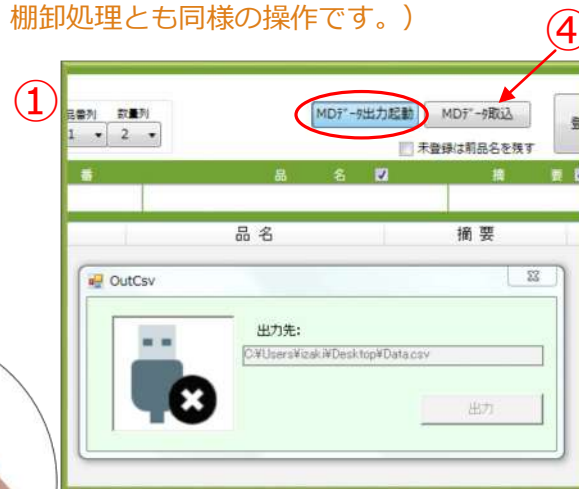 棚卸処理とも同様の操作です。)
④
①
品番列 数量列
1 2
MDデータ出力起動 MDデータ取込
未登録は前品名を残す
番 品 名 摘 要
品 名 摘 要
OutCsv
出力先:
C:¥Users¥izaki¥Desktop¥Data.csv
出力